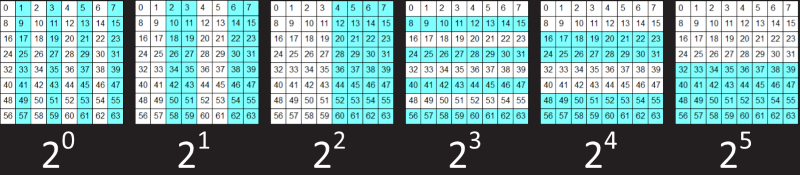 0 1 2 3 4 5 6 7
8 9 10 11 12 13 14 15
16 17 18 19 20 21 22 23
24 25 26 27 28 29 30 31
32 33 34 35 36 37 38 39
40 41 42 43 44 45 46 47
48 49 50 51 52 53 54 55
56 57 58 59 60 61 62 63
2⁰
0 1 2 3 4 5 6 7
8 9 10 11 12 13 14 15
16 17 18 19 20 21 22 23
24 25 26 27 28 29 30 31
32 33 34 35 36 37 38 39
40 41 42 43 44 45 46 47
48 49 50 51 52 53 54 55
56 57 58 59 60 61 62 63
2¹
0 1 2 3 4 5 6 7
8 9 10 11 12 13 14 15
16 17 18 19 20 21 22 23
24 25 26 27 28 29 30 31
32 33 34 35 36 37 38 39
40 41 42 43 44 45 46 47
48 49 50 51 52 53 54 55
56 57 58 59 60 61 62 63
2²
0 1 2 3 4 5 6 7
8 9 10 11 12 13 14 15
16 17 18 19 20 21 22 23
24 25 26 27 28 29 30 31
32 33 34 35 36 37 38 39
40 41 42 43 44 45 46 47
48 49 50 51 52 53 54 55
56 57 58 59 60 61 62 63
2³
0 1 2 3 4 5 6 7
8 9 10 11 12 13 14 15
16 17 18 19 20 21 22 23
24 25 26 27 28 29 30 31
32 33 34 35 36 37 38 39
40 41 42 43 44 45 46 47
48 49 50 51 52 53 54 55
56 57 58 59 60 61 62 63
2⁴
0 1 2 3 4 5 6 7
8 9 10 11 12 13 14 15
16 17 18 19 20 21 22 23
24 25 26 27 28 29 30 31
32 33 34 35 36 37 38 39
40 41 42 43 44 45 46 47
48 49 50 51 52 53 54 55
56 57 58 59 60 61 62 63
2⁵